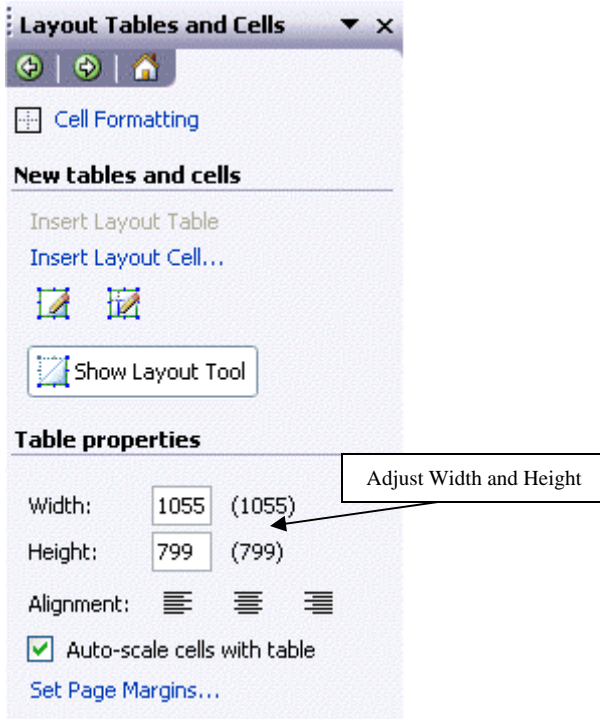 Layout Tables and Cells
Cell Formatting
New tables and cells
Insert Layout Table
Insert Layout Cell...
Show Layout Tool
Table properties
Adjust Width and Height
Width: 1055 (1055)
Height: 799 (799)
Alignment:
Auto-scale cells with table
Set Page Margins...